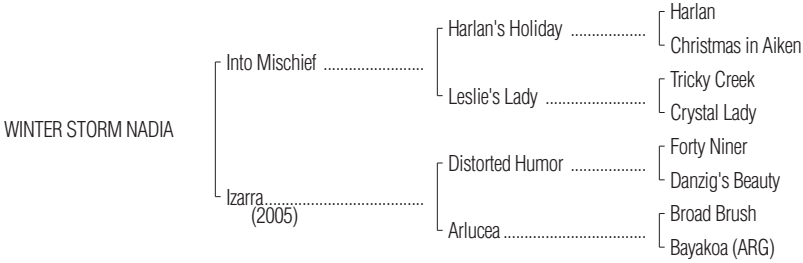 Harlan
Harlan's Holiday ....................
Christmas in Aiken
Into Mischief ...........................
Tricky Creek
Leslie's Lady ...........................
Crystal Lady
WINTER STORM NADIA
Forty Niner
Distorted Humor ....................
Danzig's Beauty
Izarra...........................................
(2005)
Broad Brush
Arlucea......................................
Bayakoa (ARG)